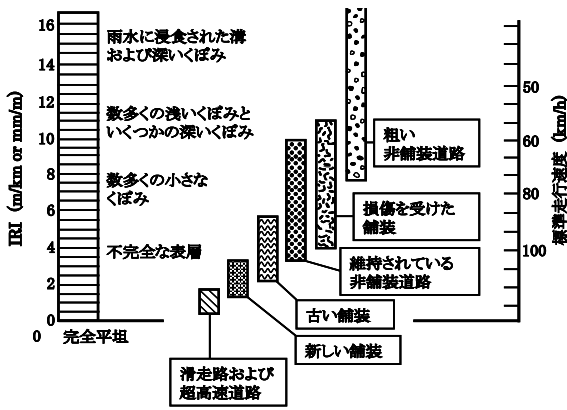 IRI (m/km or mm/m)
16
14
12
10
8
6
4
2
0
0 完全平坦
雨水に浸食された溝
および深いくぼみ
数多くの浅いくぼみと
いくつかの深いくぼみ
数多くの小さな
くぼみ
不完全な表層
粗い
非舗装道路
損傷を受けた
舗装
維持されている
非舗装道路
古い舗装
新しい舗装
滑走路および
超高速道路
50
60
80
100
標準走行速度 (km/h)